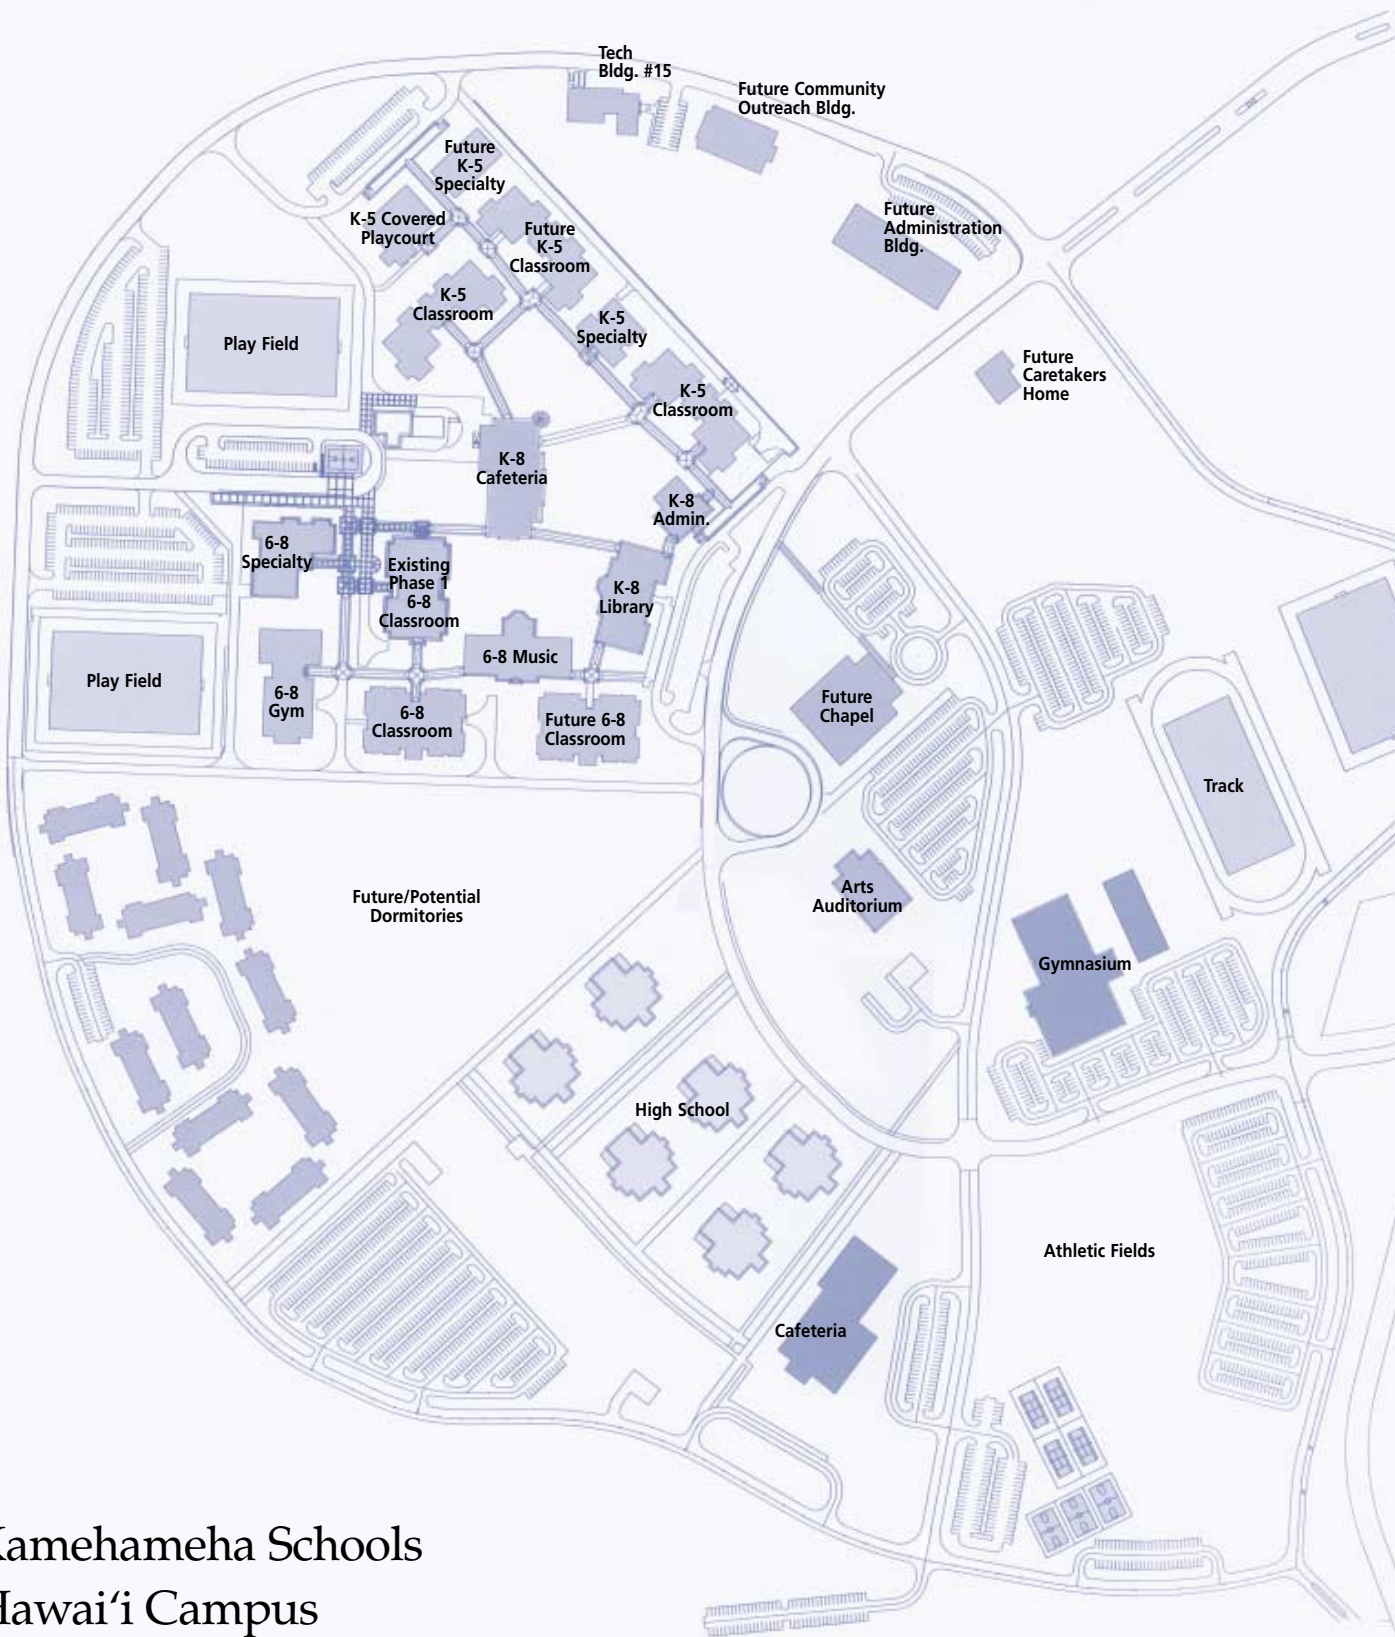 Tech
Bldg. #15
Future Community
Outreach Bldg.
Future
K-5
Specialty
K-5 Covered
Playcourt
Future
K-5
Classroom
Future
Administration
Bldg.
K-5
Classroom
K-5
Specialty
Play Field
Future
Caretakers
Home
K-5
Classroom
K-8
Cafeteria
K-8
Admin.
6-8
Specialty
Existing
Phase 1
6-8
Classroom
K-8
Library
6-8 Music
Play Field
6-8
Gym
6-8
Classroom
Future 6-8
Classroom
Future
Chapel
Track
Future/Potential
Dormitories
Arts
Auditorium
Gymnasium
High School
Athletic Fields
Cafeteria
Kamehameha Schools
Hawai‘i Campus